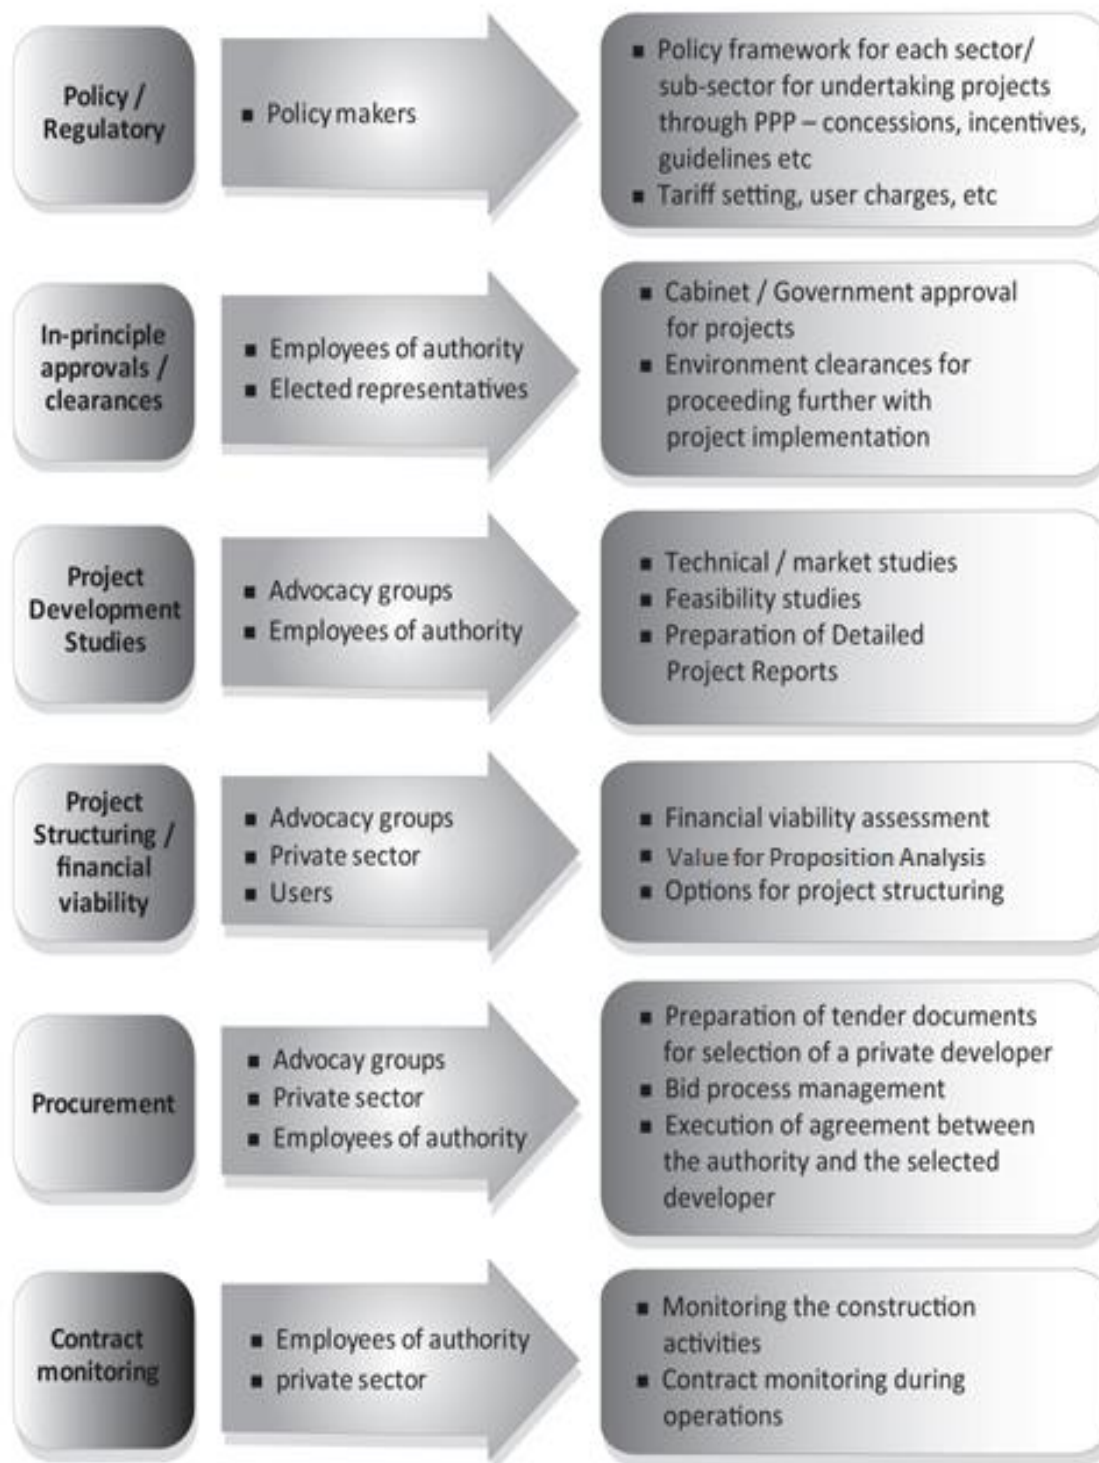 Policy /
Regulatory
▪ Policy makers
▪ Policy framework for each sector/
sub-sector for undertaking projects
through PPP – concessions, incentives,
guidelines etc
▪ Tariff setting, user charges, etc
In-principle
approvals /
clearances
▪ Employees of authority
▪ Elected representatives
▪ Cabinet / Government approval
for projects
▪ Environment clearances for
proceeding further with
project implementation
Project
Development
Studies
▪ Advocacy groups
▪ Employees of authority
▪ Technical / market studies
▪ Feasibility studies
▪ Preparation of Detailed
Project Reports
Project
Structuring /
financial
viability
▪ Advocacy groups
▪ Private sector
▪ Users
▪ Financial viability assessment
▪ Value for Proposition Analysis
▪ Options for project structuring
Procurement
▪ Advocay groups
▪ Private sector
▪ Employees of authority
▪ Preparation of tender documents
for selection of a private developer
▪ Bid process management
▪ Execution of agreement between
the authority and the selected
developer
Contract
monitoring
▪ Employees of authority
▪ private sector
▪ Monitoring the construction
activities
▪ Contract monitoring during
operations